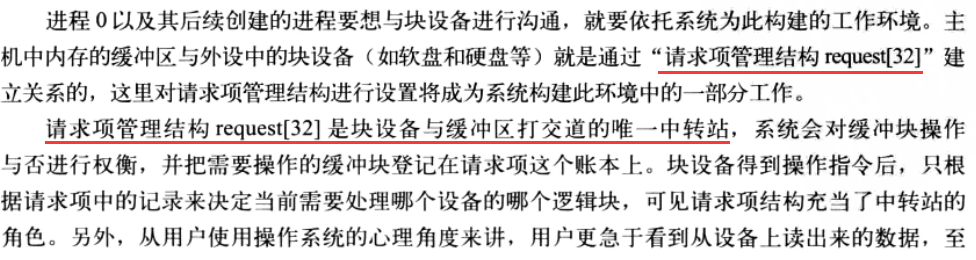 进程0以及其后续创建的进程要想与块设备进行沟通，就要依托系统为此构建的工作环境。主
机中内存的缓冲区与外设中的块设备（如软盘和硬盘等）就是通过“请求项管理结构 request[32]”建
立关系的，这里对请求项管理结构进行设置将成为系统构建此环境中的一部分工作。
请求项管理结构 request[32] 是块设备与缓冲区打交道的唯一中转站，系统会对缓冲块操作
与否进行权衡，并把需要操作的缓冲块登记在请求项这个账本上。块设备得到操作指令后，只根
据请求项中的记录来决定当前需要处理哪个设备的哪个逻辑块，可见请求项结构充当了中转站的
角色。另外，从用户使用操作系统的心理角度来讲，用户更急于看到从设备上读出来的数据，至